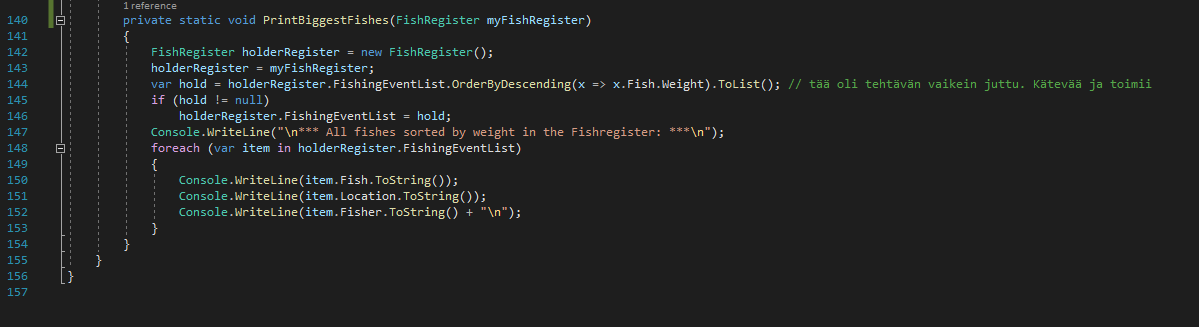 1 reference
140 private static void PrintBiggestFishes(FishRegister myFishRegister)
141 {
142 FishRegister holderRegister = new FishRegister();
143 holderRegister = myFishRegister;
144 var hold = holderRegister.FishingEventList.OrderByDescending(x => x.Fish.Weight).ToList(); // tää oli tehtävän vaikein juttu. Kätevää ja toimii
145 if (hold != null)
146 holderRegister.FishingEventList = hold;
147 Console.WriteLine("\n*** All fishes sorted by weight in the Fishregister: ***\n");
148 foreach (var item in holderRegister.FishingEventList)
149 {
150 Console.WriteLine(item.Fish.ToString());
151 Console.WriteLine(item.Location.ToString());
152 Console.WriteLine(item.Fisher.ToString() + "\n");
153 }
154 }
155 }
156 }
157